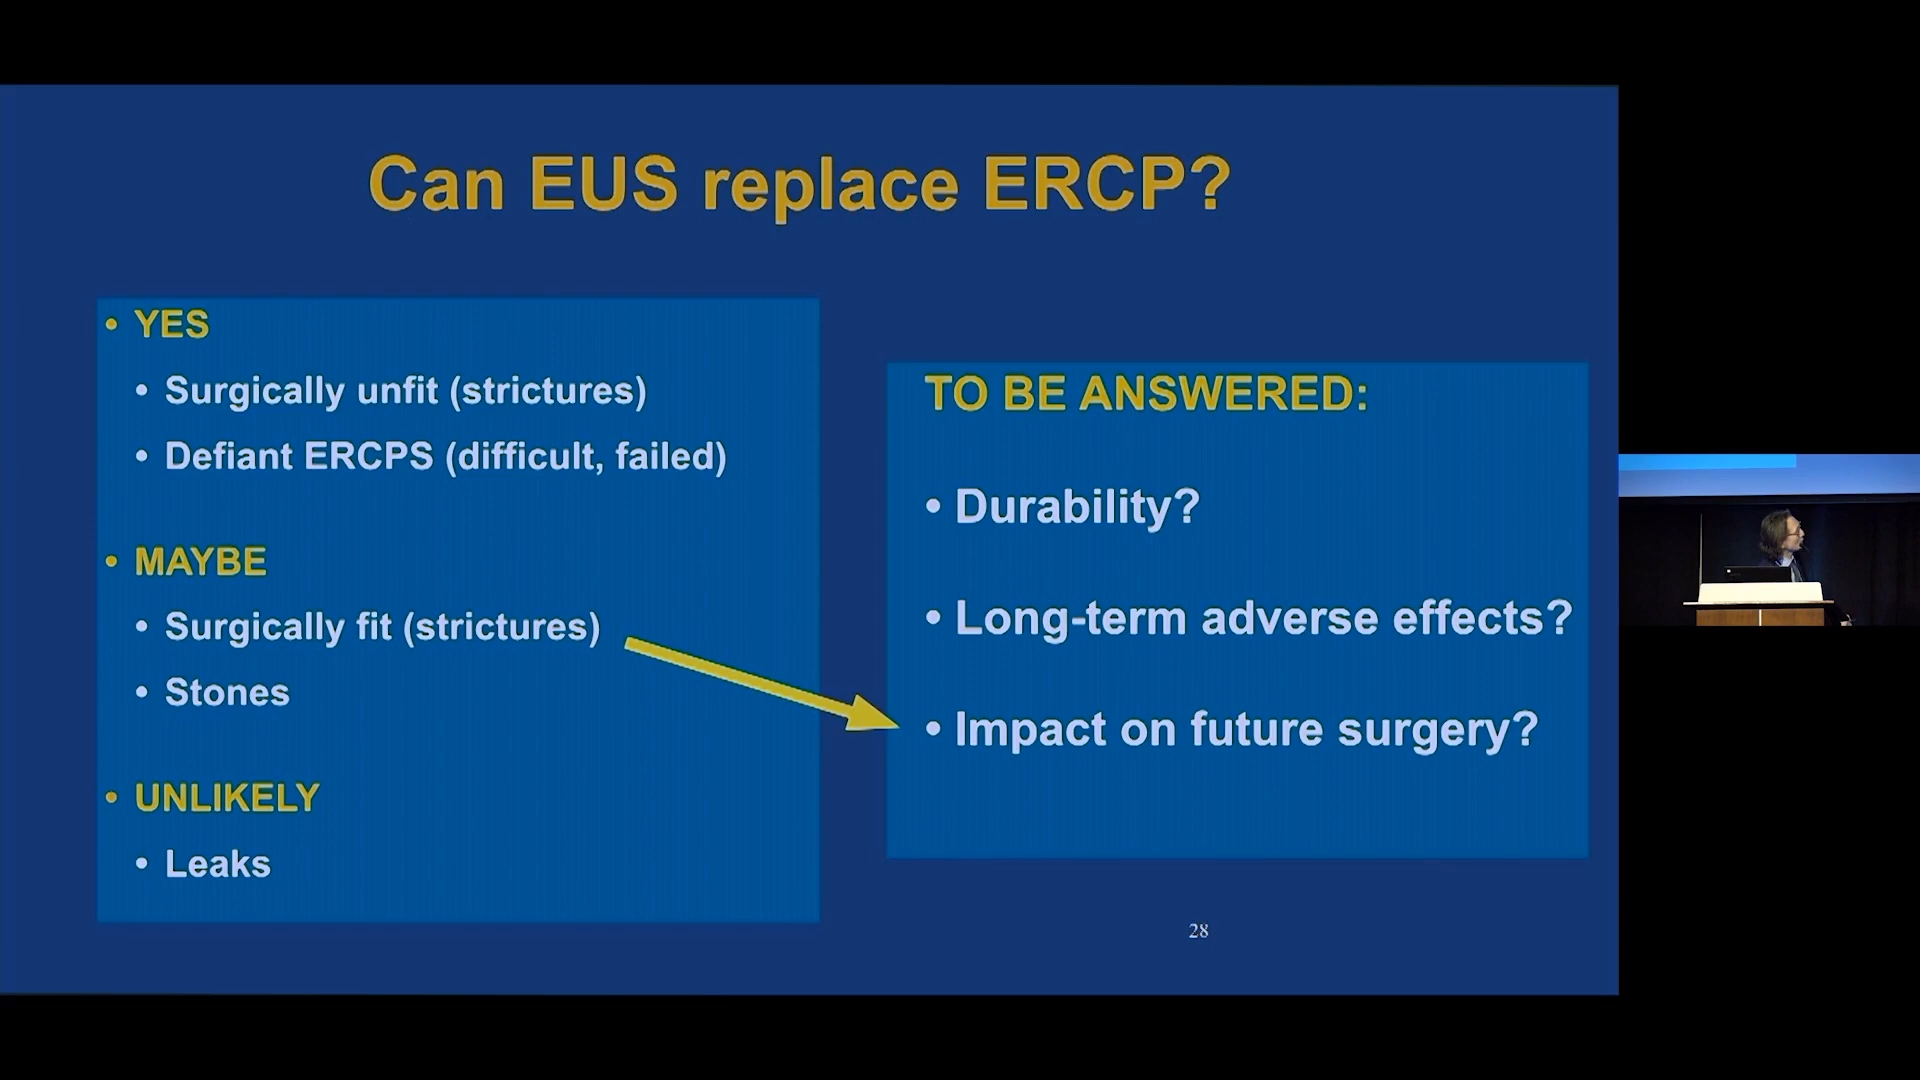 Can EUS replace ERCP?
• YES
• Surgically unfit (strictures)
• Defiant ERCPS (difficult, failed)
• MAYBE
• Surgically fit (strictures)
• Stones
• UNLIKELY
• Leaks
TO BE ANSWERED:
• Durability?
• Long-term adverse effects?
• Impact on future surgery?
28